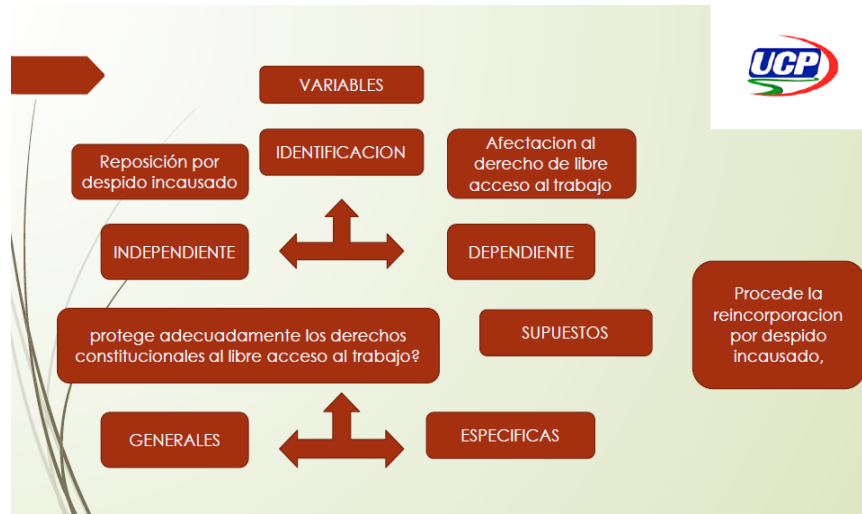 UCP
VARIABLES
IDENTIFICACION
Reposición por
despido incausado
Afectacion al
derecho de libre
acceso al trabajo
INDEPENDIENTE
DEPENDIENTE
protege adecuadamente los derechos
constitucionales al libre acceso al trabajo?
SUPUESTOS
Procede la
reincorporacion
por despido
incausado,
GENERALES
ESPECIFICAS